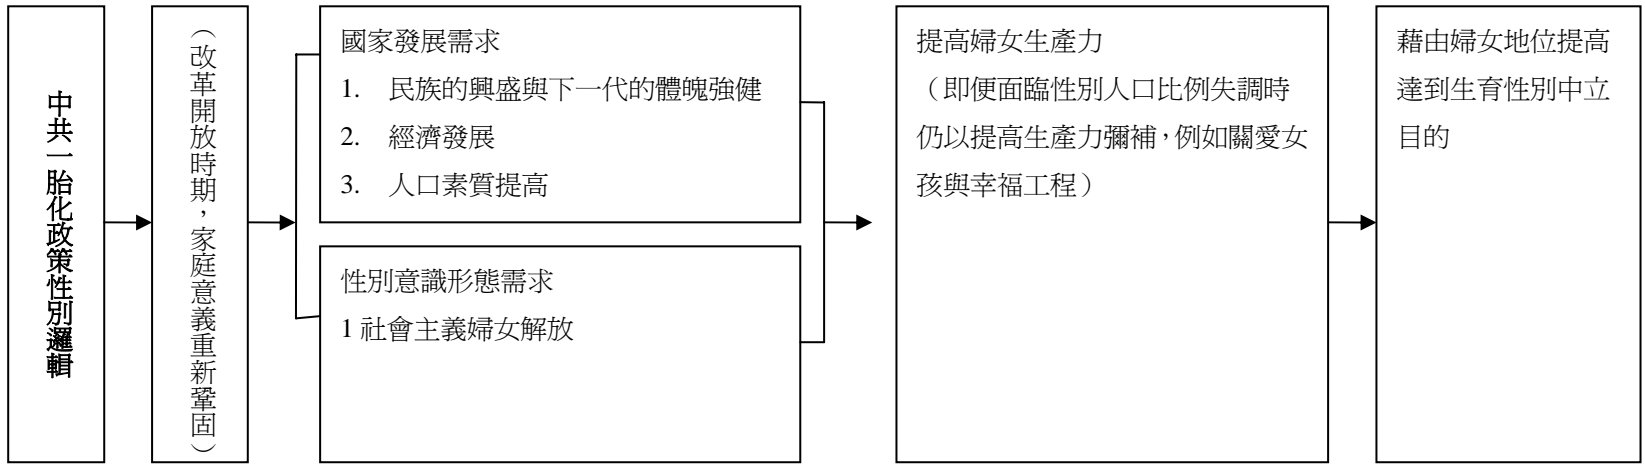 中共一胎化政策性別邏輯
（改革開放時期，家庭意義重新鞏固）
國家發展需求
1. 民族的興盛與下一代的體魄強健
2. 經濟發展
3. 人口素質提高
性別意識形態需求
1 社會主義婦女解放
提高婦女生產力
（即便面臨性別人口比例失調時
仍以提高生產力彌補，例如關愛女
孩與幸福工程）
藉由婦女地位提高
達到生育性別中立
目的